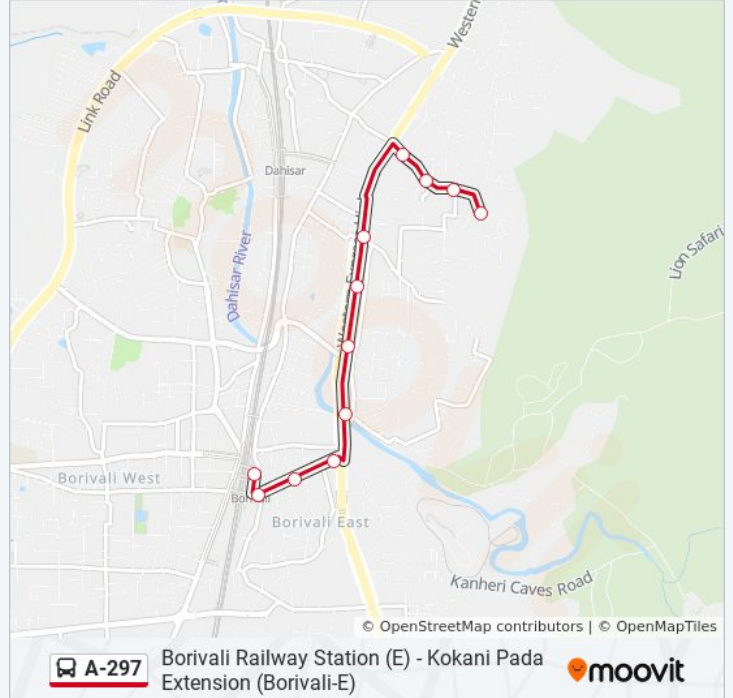 Western
Link Road
Dahisar
Dahisar River
Lion Safari
Borivali West
Borivali East
Kanheri Caves Road
© OpenStreetMap contributors | © OpenMapTiles
A-297
Borivali Railway Station (E) - Kokani Pada
Extension (Borivali-E)
moovit